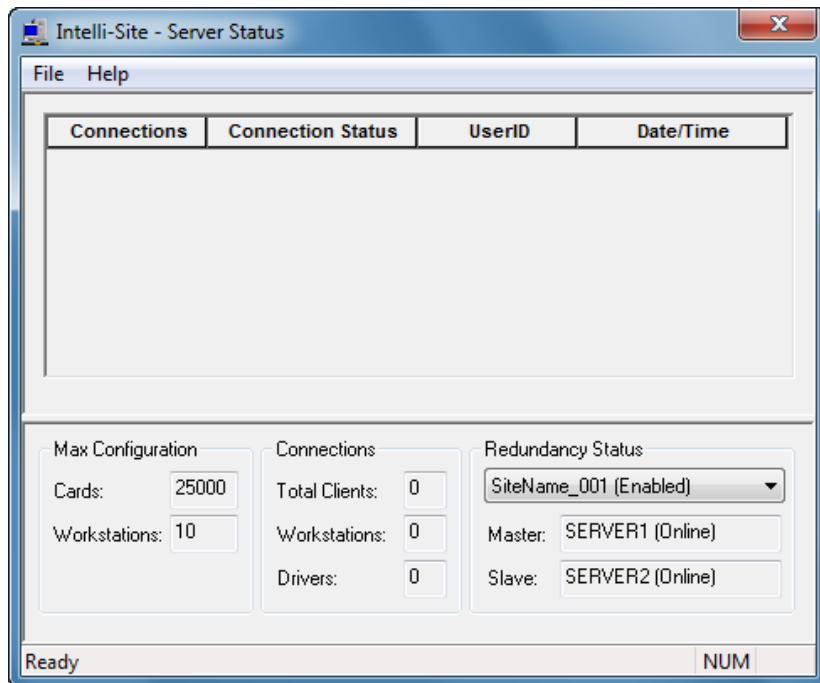 Intelli-Site - Server Status
X
File Help
Connections Connection Status UserID Date/Time
Max Configuration
Cards: 25000
Workstations: 10
Connections
Total Clients: 0
Workstations: 0
Drivers: 0
Redundancy Status
SiteName_001 (Enabled)
Master: SERVER1 (Online)
Slave: SERVER2 (Online)
Ready NUM